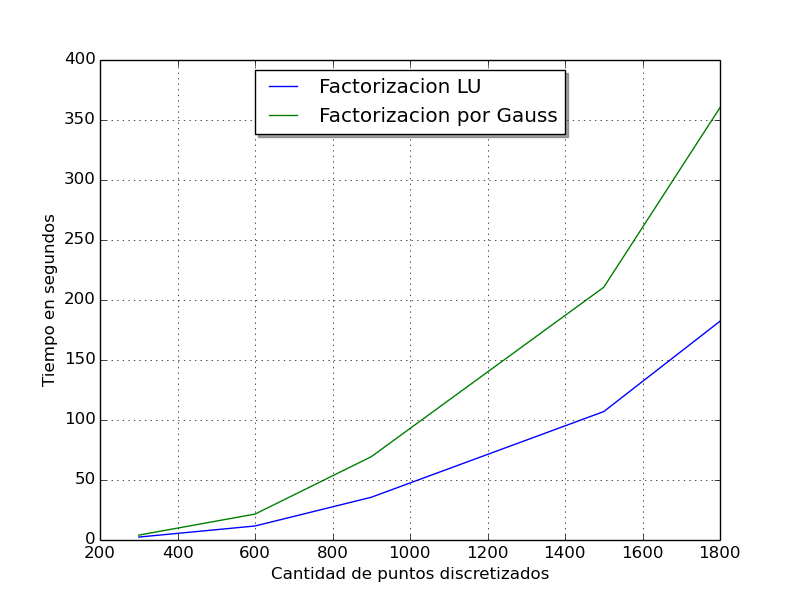 Factorizacion LU
Factorizacion por Gauss
400
350
300
250
200
150
100
50
0
Tiempo en segundos
200 400 600 800 1000 1200 1400 1600 1800
Cantidad de puntos discretizados